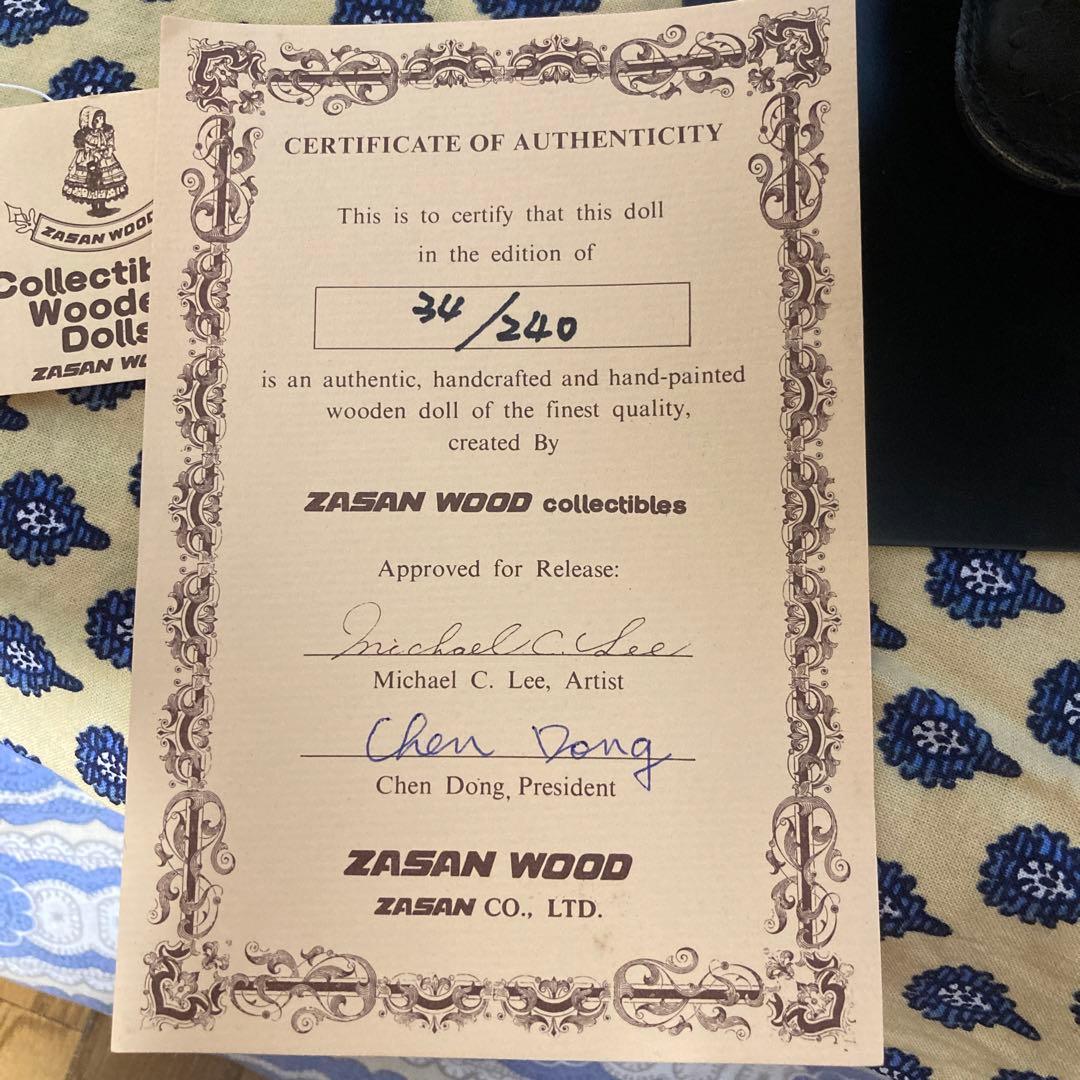 CERTIFICATE OF AUTHENTICITY
This is to certify that this doll
in the edition of
34/240
is an authentic, handcrafted and hand-painted
wooden doll of the finest quality,
created By
ZASAN WOOD collectibles
Approved for Release:
Michael C. Lee
Michael C. Lee, Artist
Chen Dong
Chen Dong, President
ZASAN WOOD
ZASAN CO., LTD.
ZASAN WOOD
Collectib
Woode
Dolls
ZASAN WO